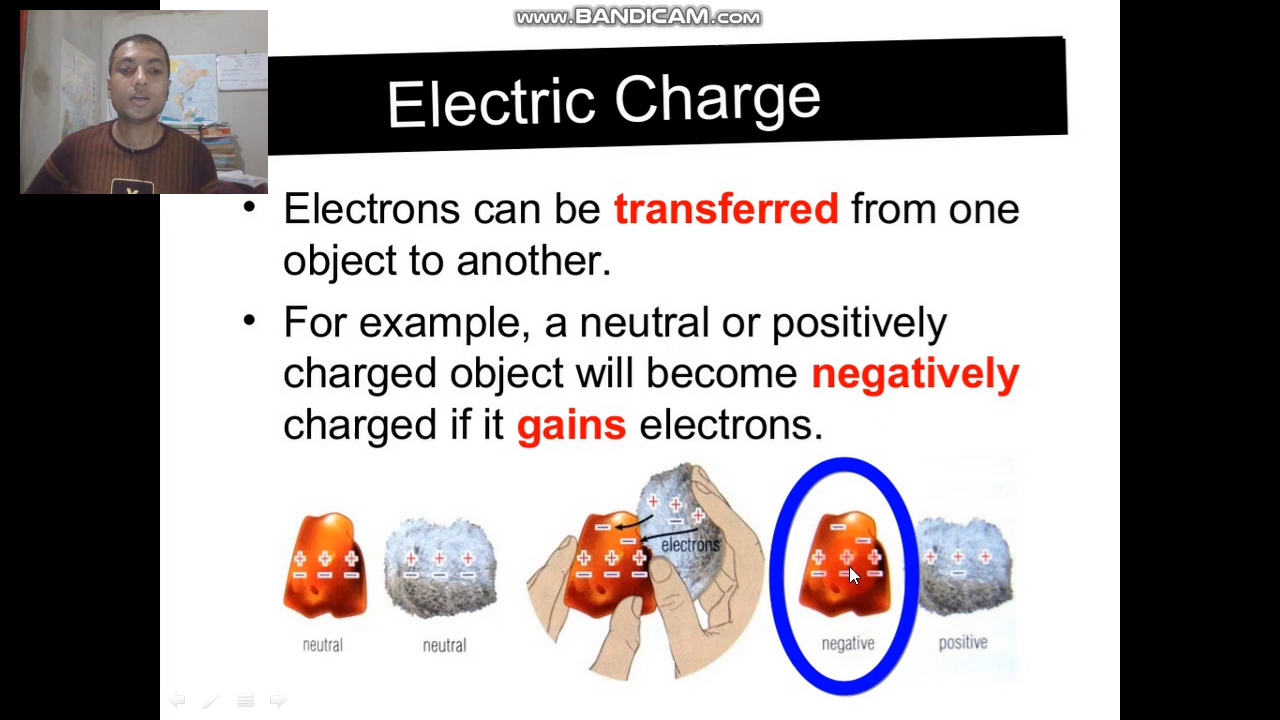 www.BANDICAM.com
Electric Charge
• Electrons can be transferred from one
object to another.
• For example, a neutral or positively
charged object will become negatively
charged if it gains electrons.
electrons
neutral
neutral
negative
positive